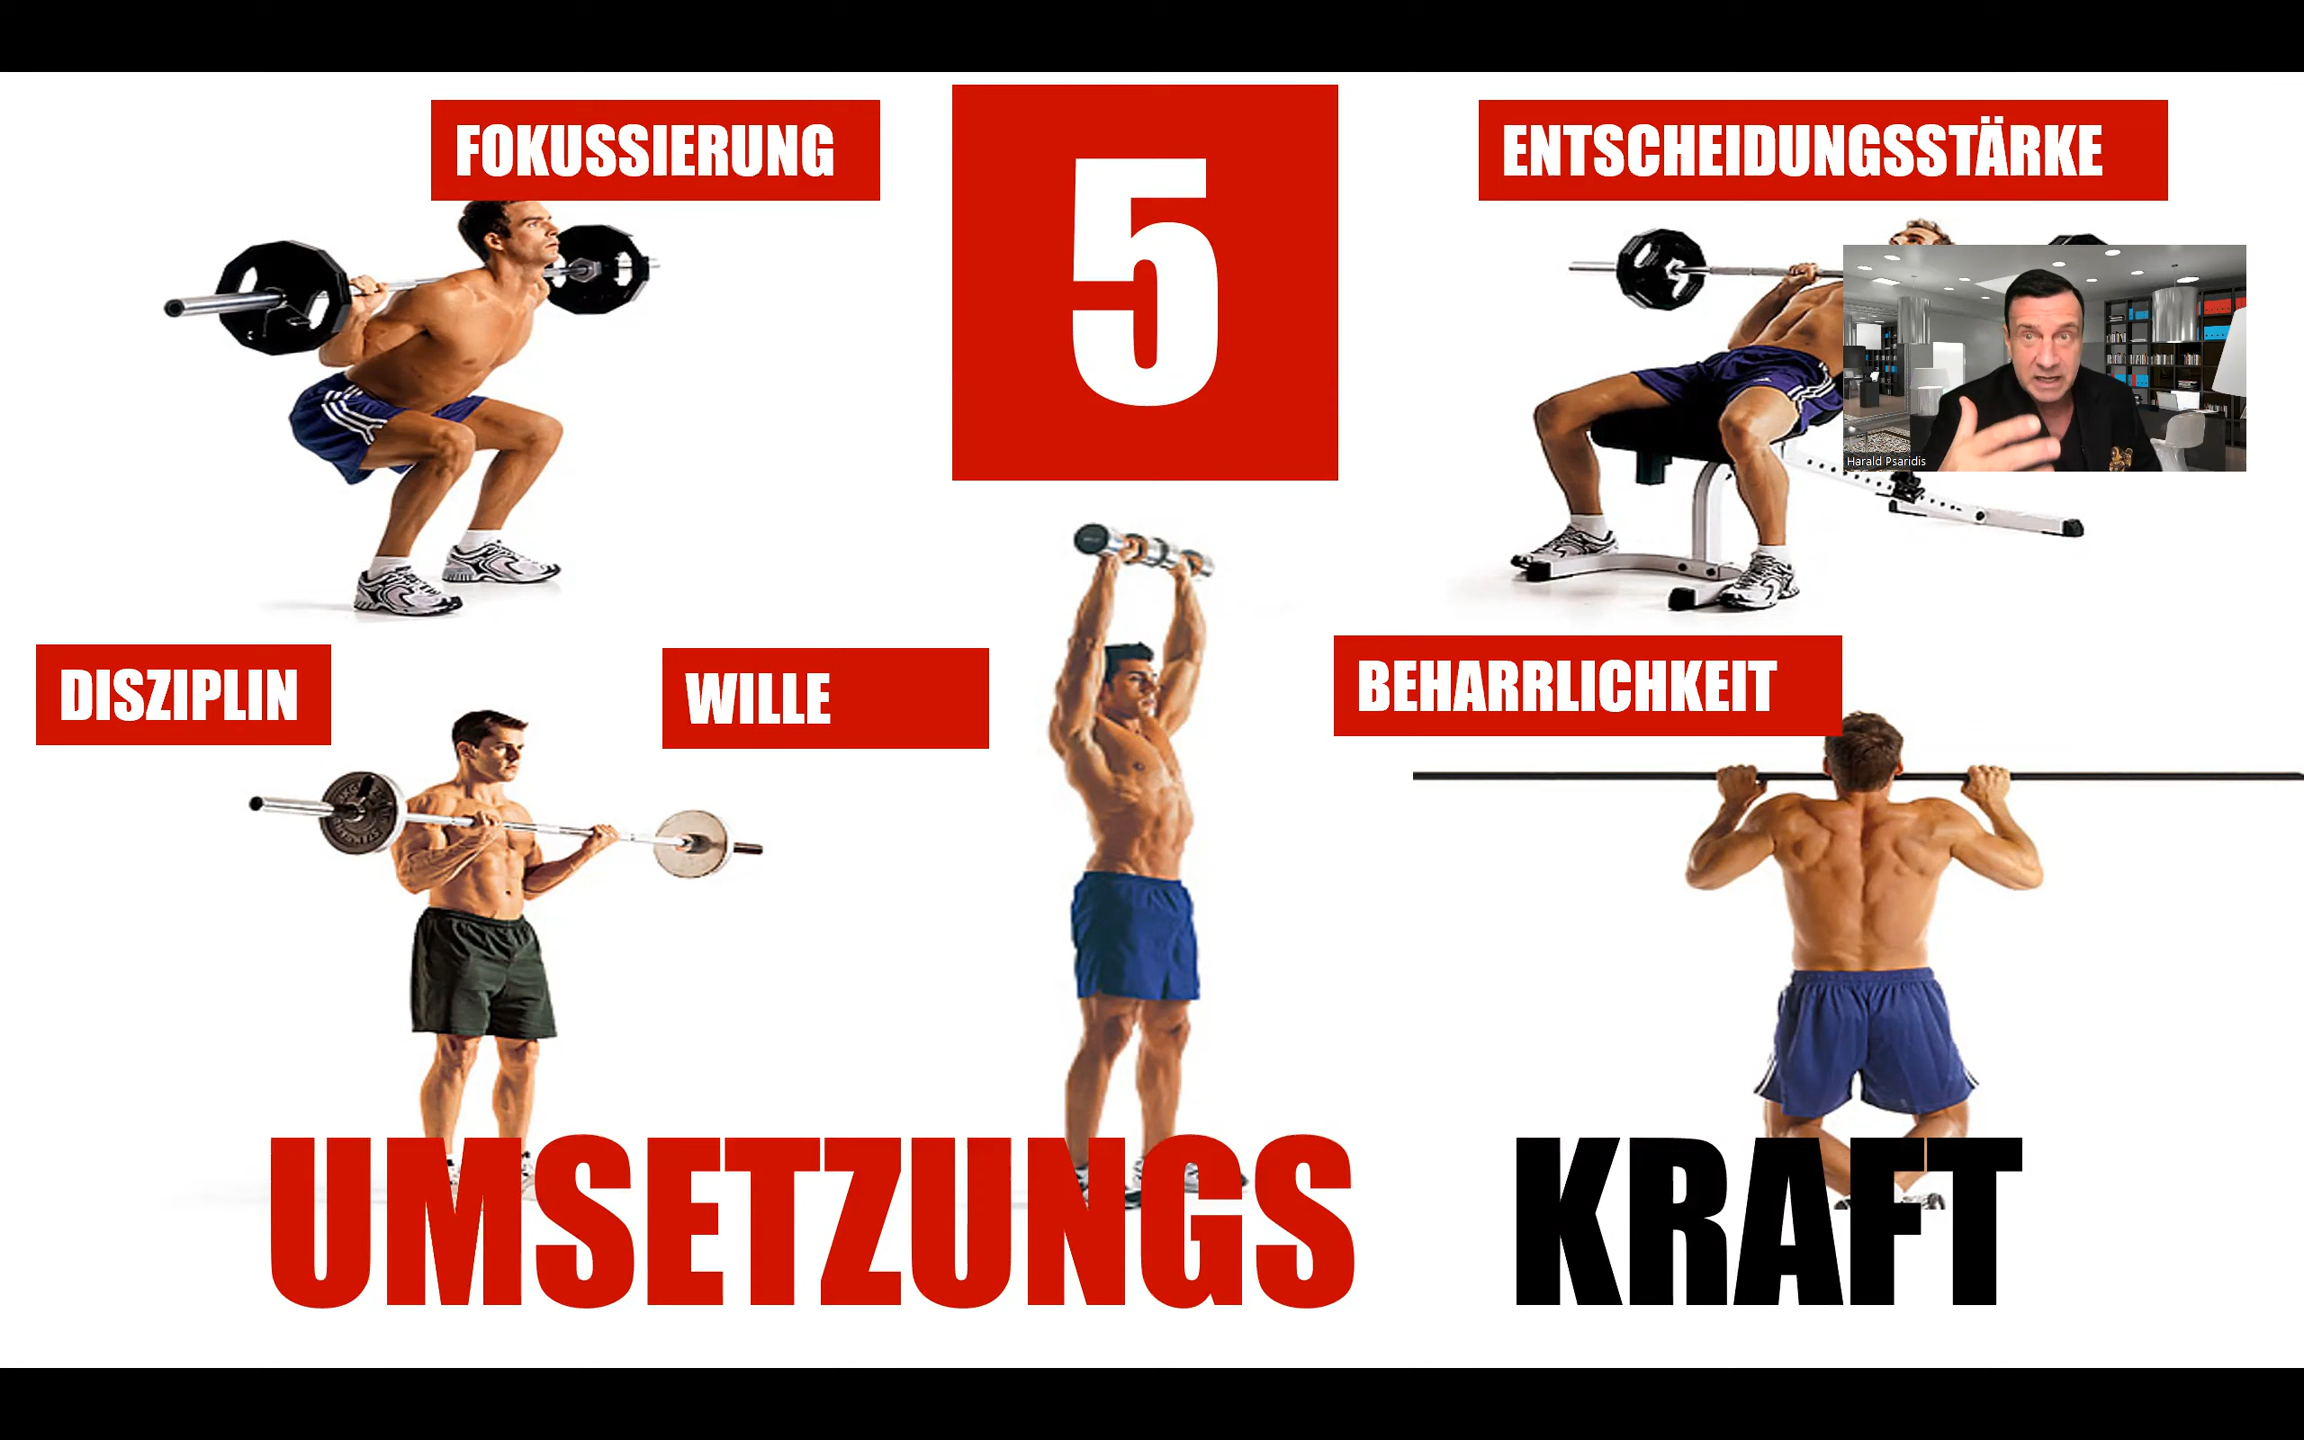 FOKUSSIERUNG
5
ENTSCHEIDUNGSSTÄRKE
Harald Psaridis
DISZIPLIN
WILLE
BEHARRLICHKEIT
UMSETZUNGS KRAFT